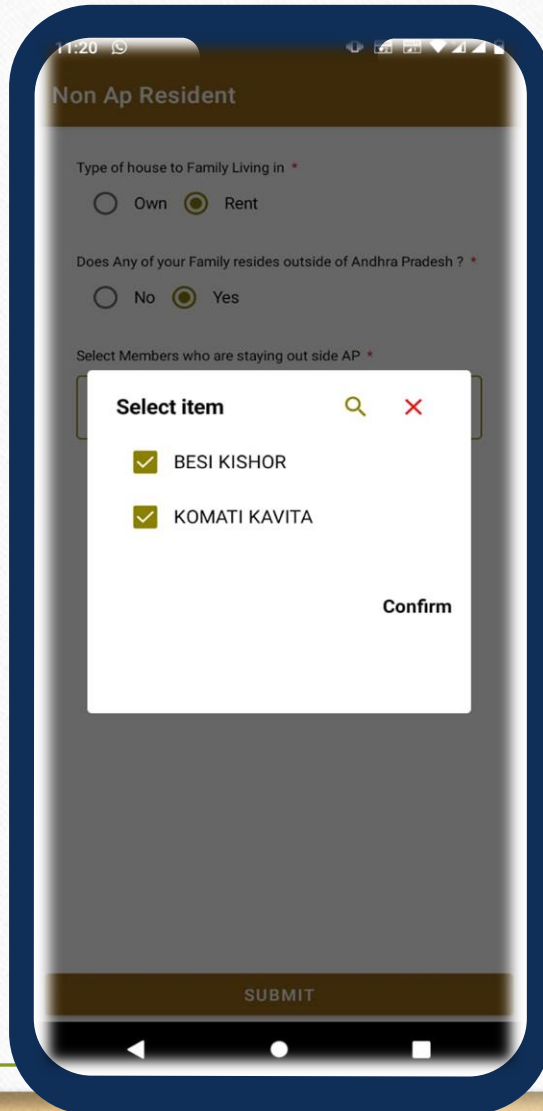 11:20
Non Ap Resident
Type of house to Family Living in *
Own Rent
Does Any of your Family resides outside of Andhra Pradesh ? *
No Yes
Select Members who are staying out side AP *
Select item
BESI KISHOR
KOMATI KAVITA
Confirm
SUBMIT